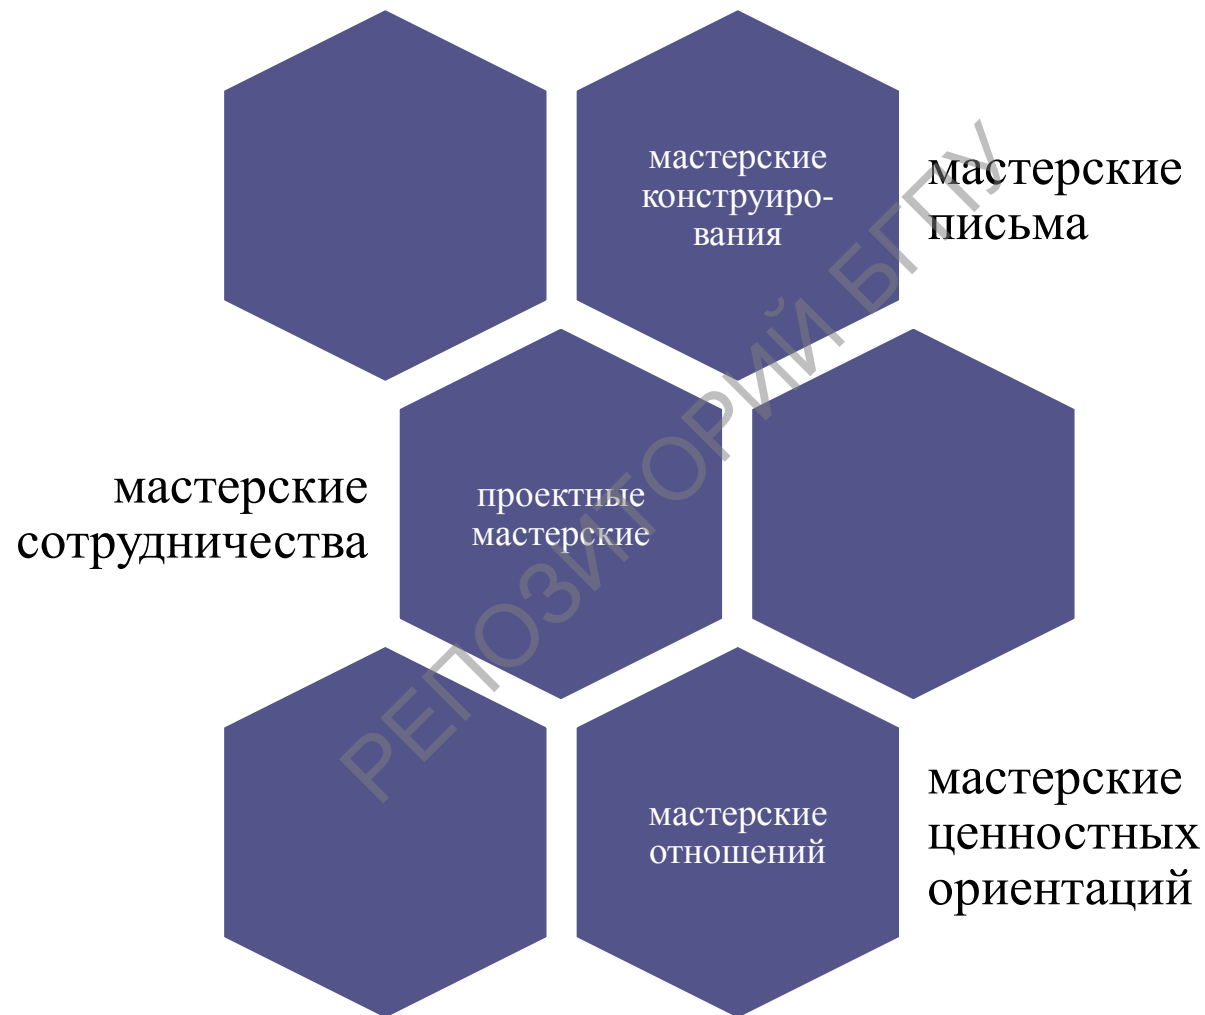 мастерские
конструиро-
вания
мастерские
письма
мастерские
сотрудничества
проектные
мастерские
мастерские
отношений
мастерские
ценностных
ориентаций
РЕПОЗИТОРИЙ БГПУ